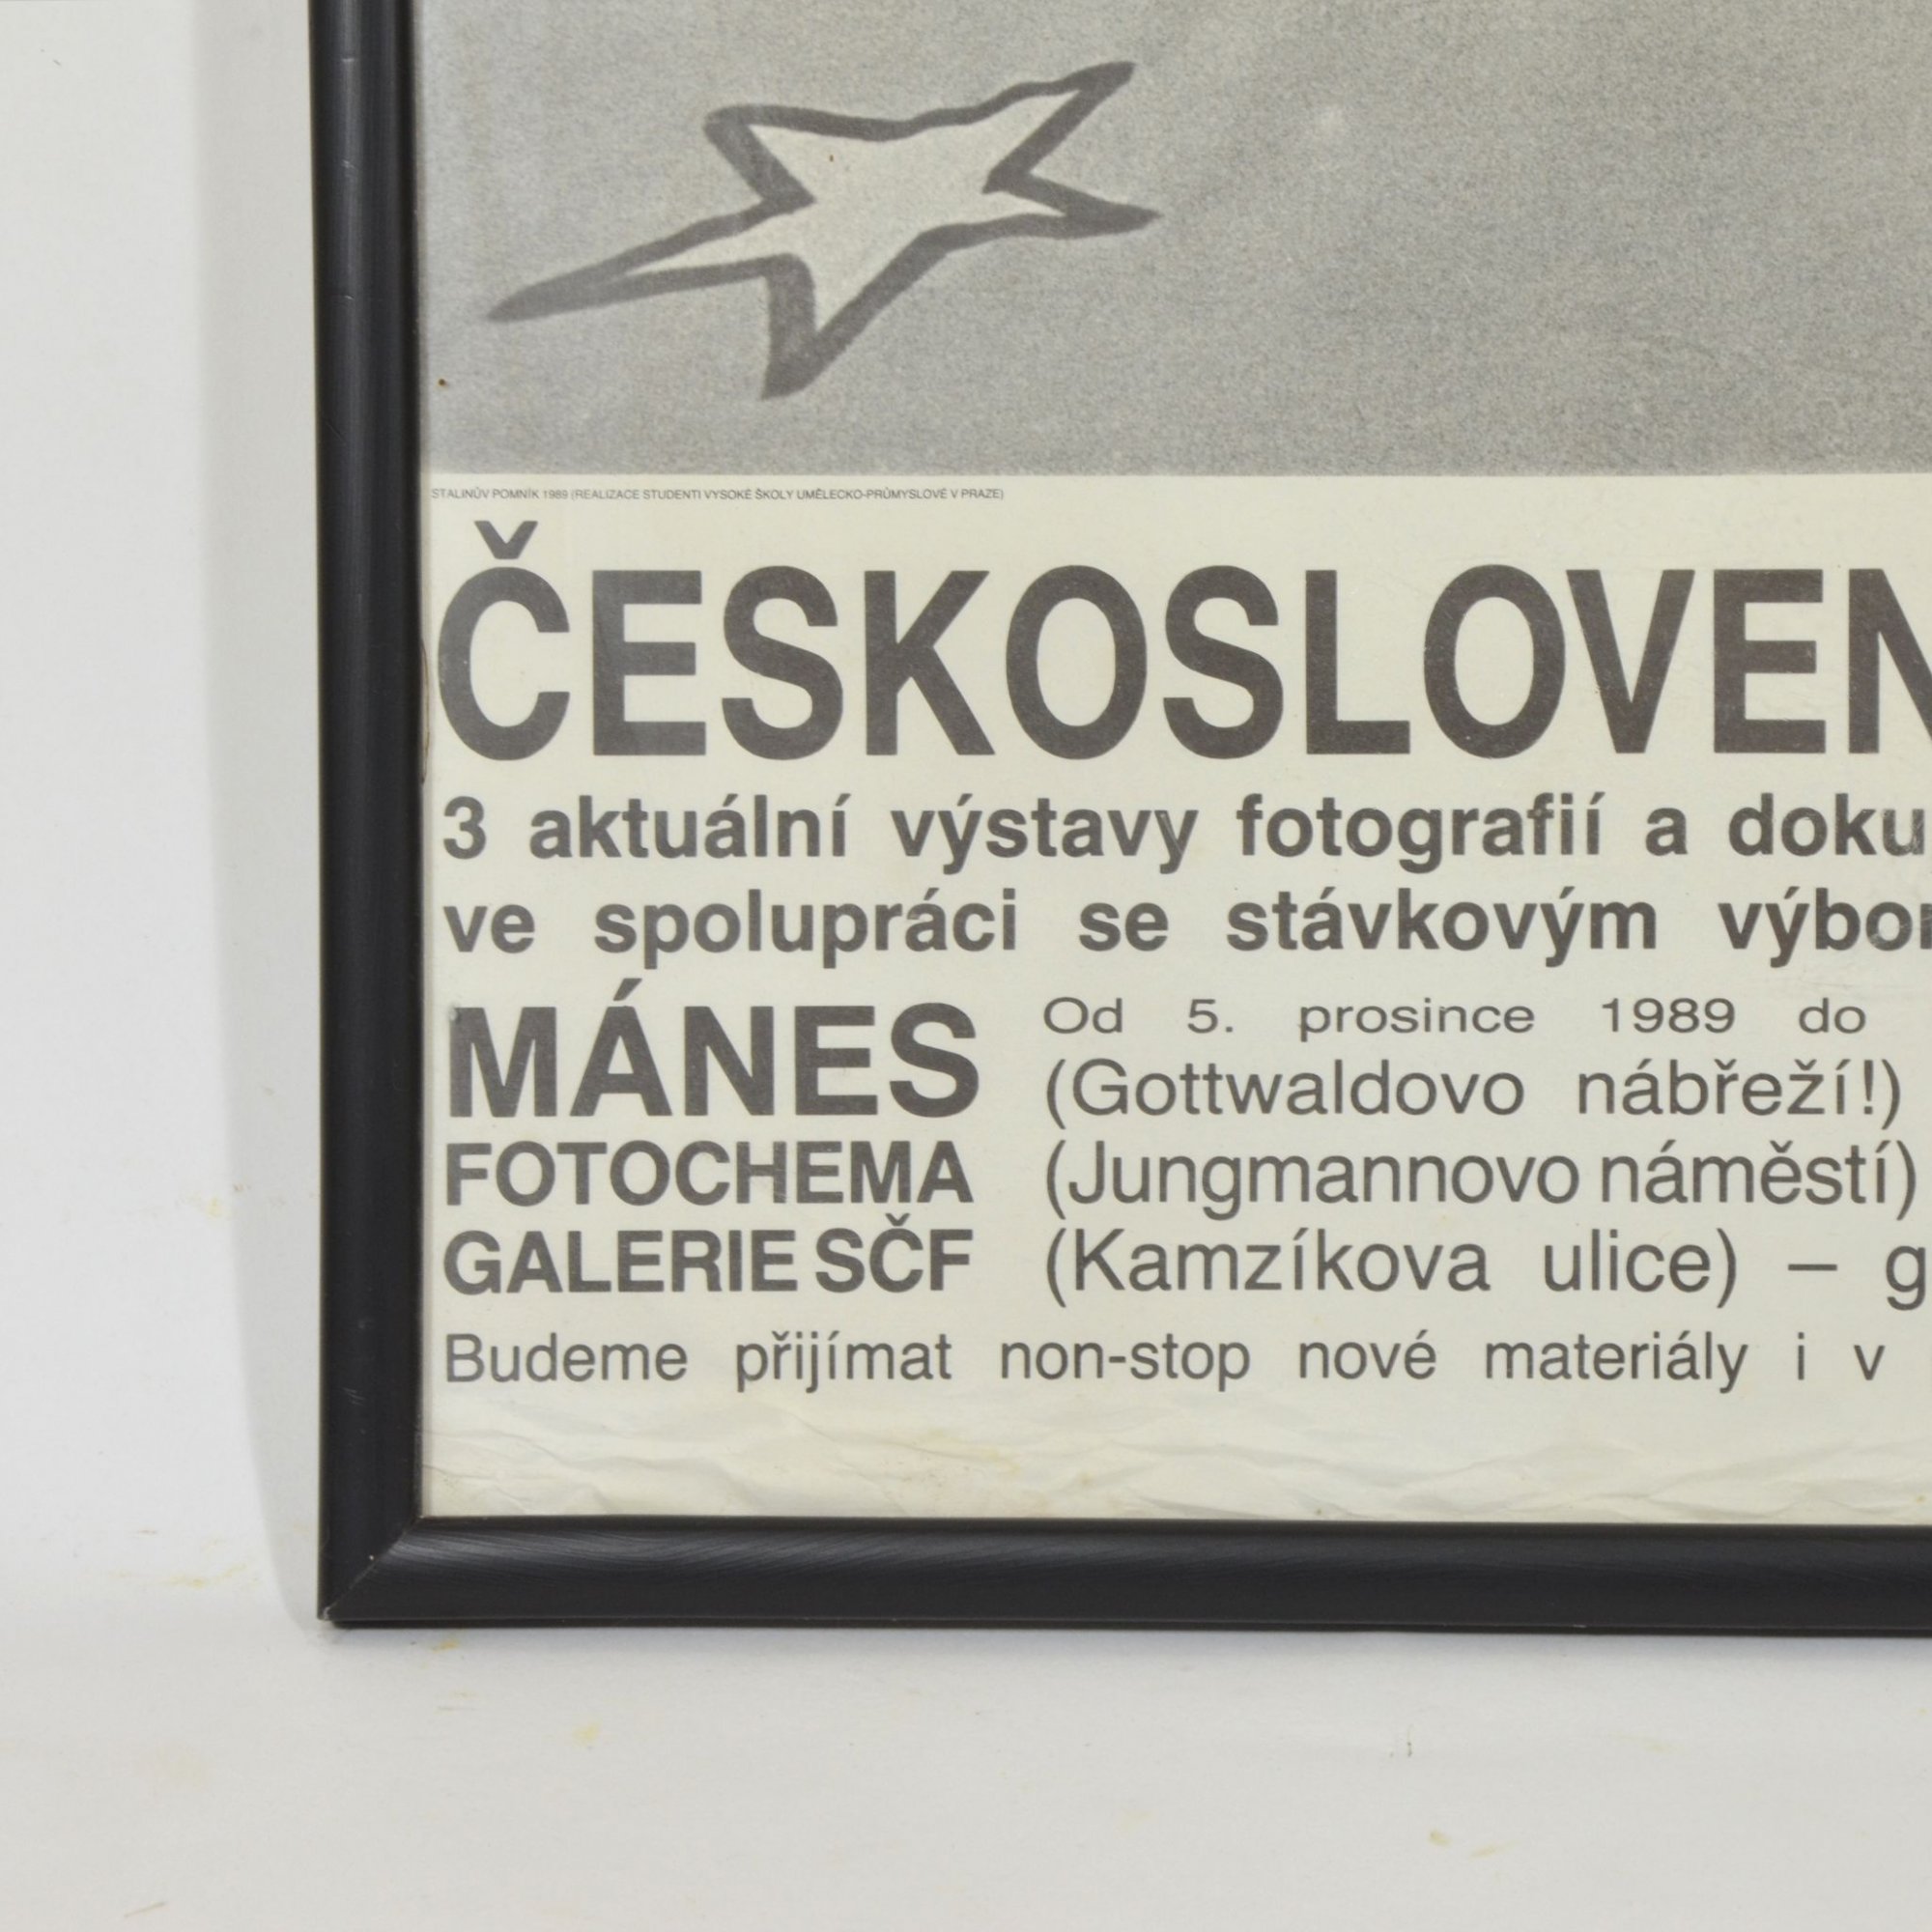 STALINŮV POMNÍK 1989 (REALIZACE STUDENTI VYSOKÉ ŠKOLY UMĚLECKO-PRŮMYSLOVÉ V PRAZE)
ČESKOSLOVEN
3 aktuální výstavy fotografií a doku
ve spolupráci se stávkovým výbor
MÁNES Od 5. prosince 1989 do
(Gottwaldovo nábřeží!)
FOTOCHEMA (Jungmannovo náměstí)
GALERIE SČF (Kamzíkova ulice) – g
Budeme přijímat non-stop nové materiály i v